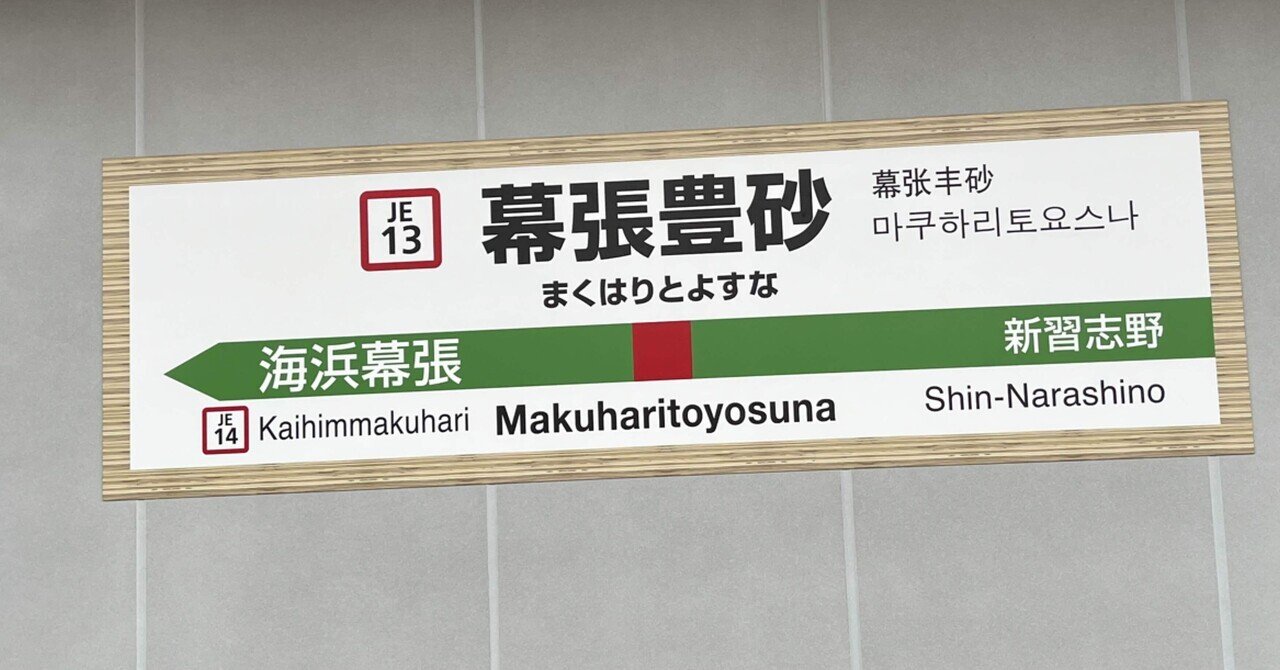 JE
13
幕張豊砂
まくはりとよすな
幕张丰砂
마쿠하리토요스나
海浜幕張
新習志野
JE
14
Kaihimmakuhari
Makuharitoyosuna
Shin-Narashino